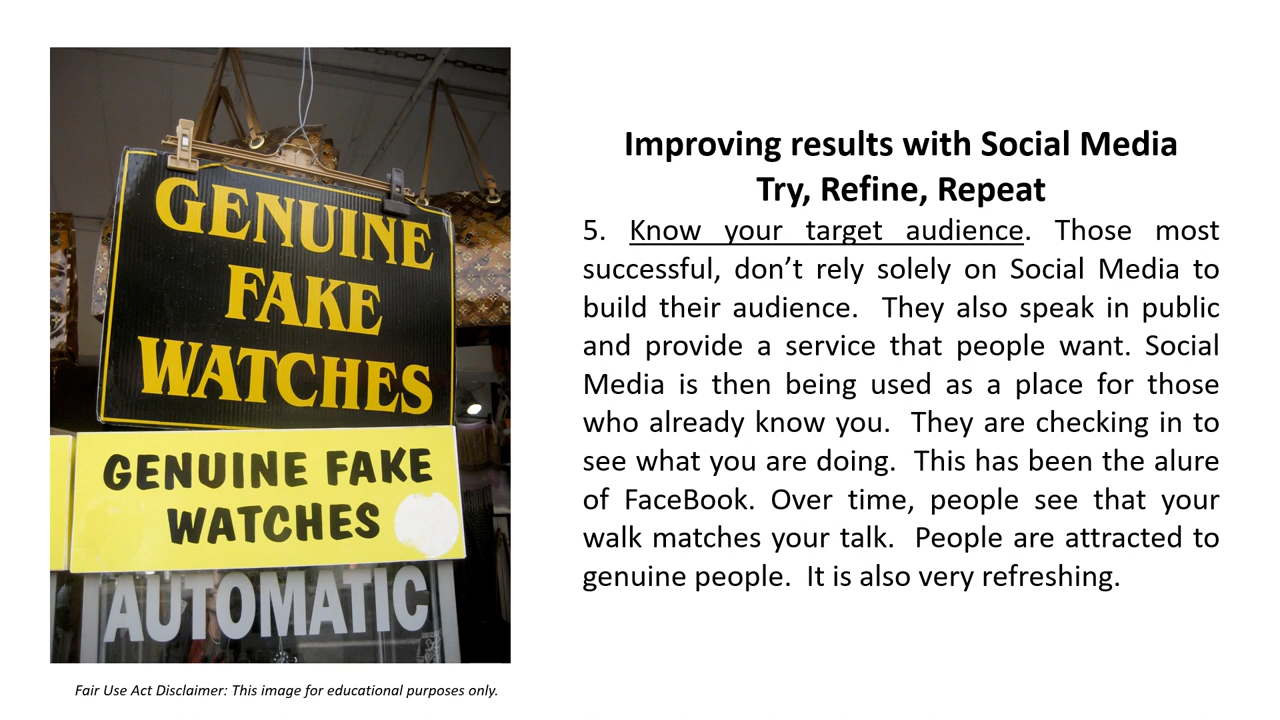 GENUINE
FAKE
WATCHES
GENUINE FAKE
WATCHES
AUTOMATIC
Fair Use Act Disclaimer: This image for educational purposes only.
Improving results with Social Media
Try, Refine, Repeat
5. Know your target audience. Those most
successful, don’t rely solely on Social Media to
build their audience.  They also speak in public
and provide a service that people want. Social
Media is then being used as a place for those
who already know you.  They are checking in to
see what you are doing.  This has been the alure
of FaceBook. Over time, people see that your
walk matches your talk.  People are attracted to
genuine people.  It is also very refreshing.